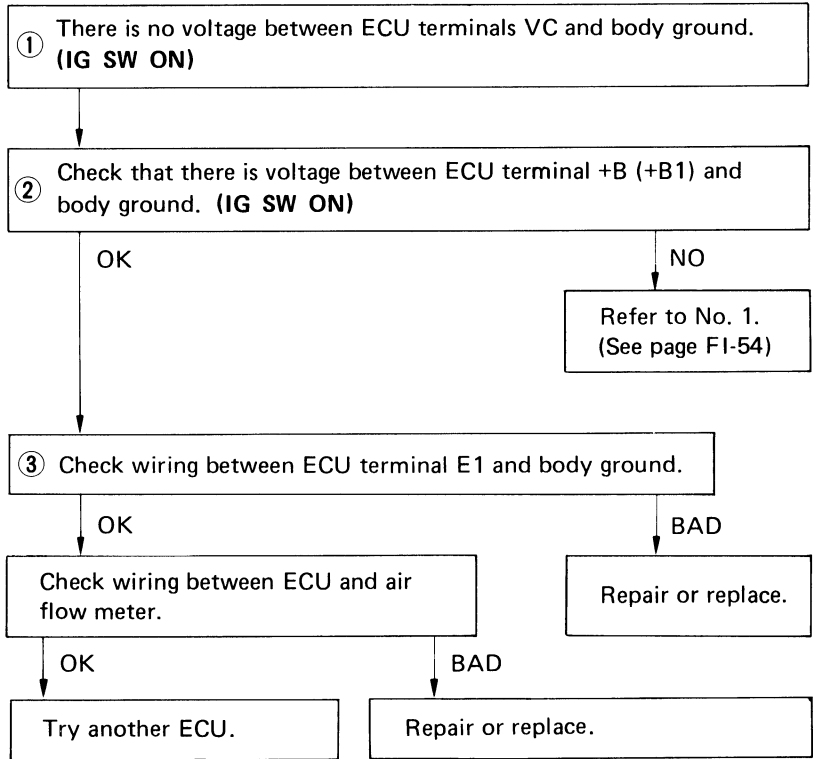 ① There is no voltage between ECU terminals VC and body ground.
(IG SW ON)
② Check that there is voltage between ECU terminal +B (+B1) and
body ground. (IG SW ON)
OK
NO
Refer to No. 1.
(See page FI-54)
③ Check wiring between ECU terminal E1 and body ground.
OK
BAD
Check wiring between ECU and air
flow meter.
Repair or replace.
OK
BAD
Try another ECU.
Repair or replace.